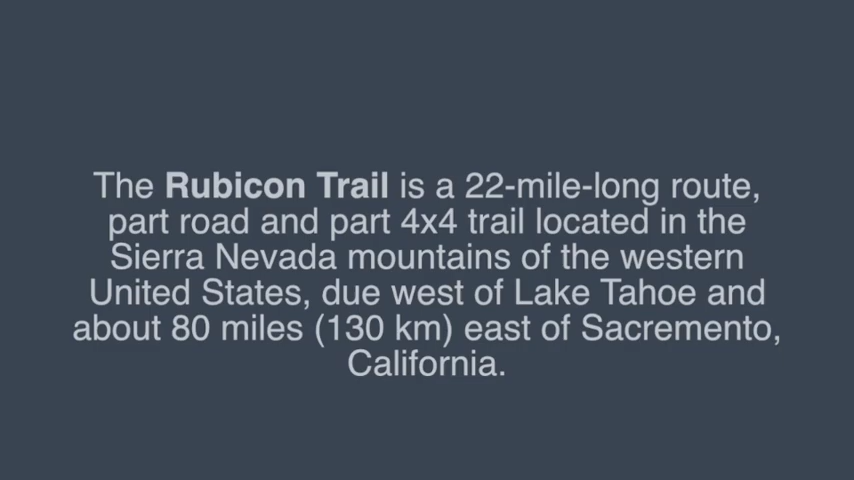 The Rubicon Trail is a 22-mile-long route,
part road and part 4x4 trail located in the
Sierra Nevada mountains of the western
United States, due west of Lake Tahoe and
about 80 miles (130 km) east of Sacremento,
California.